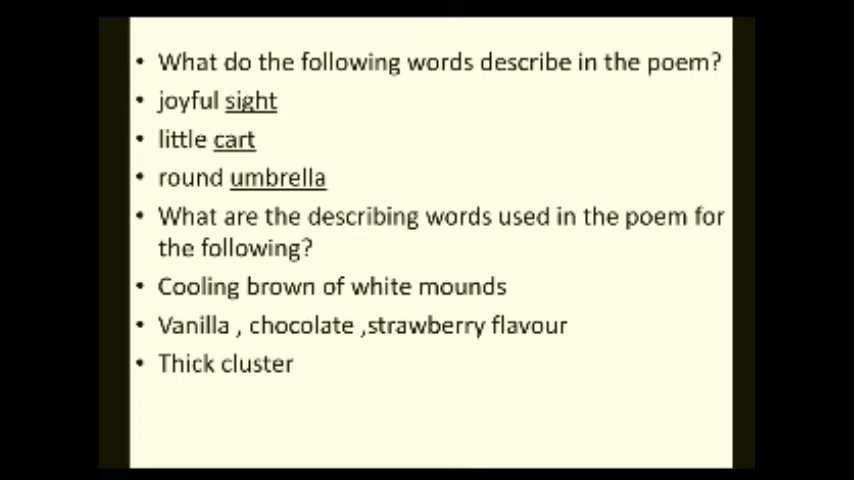 • What do the following words describe in the poem?
• joyful sight
• little cart
• round umbrella
• What are the describing words used in the poem for
the following?
• Cooling brown of white mounds
• Vanilla , chocolate ,strawberry flavour
• Thick cluster